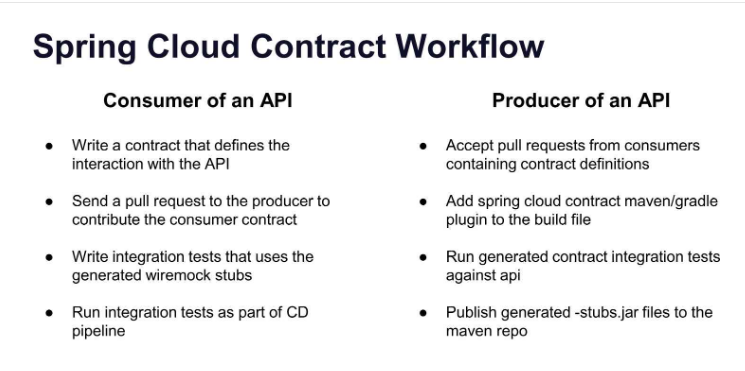 Spring Cloud Contract Workflow
Consumer of an API
● Write a contract that defines the
interaction with the API
● Send a pull request to the producer to
contribute the consumer contract
● Write integration tests that uses the
generated wiremock stubs
● Run integration tests as part of CD
pipeline
Producer of an API
● Accept pull requests from consumers
containing contract definitions
● Add spring cloud contract maven/gradle
plugin to the build file
● Run generated contract integration tests
against api
● Publish generated -stubs.jar files to the
maven repo